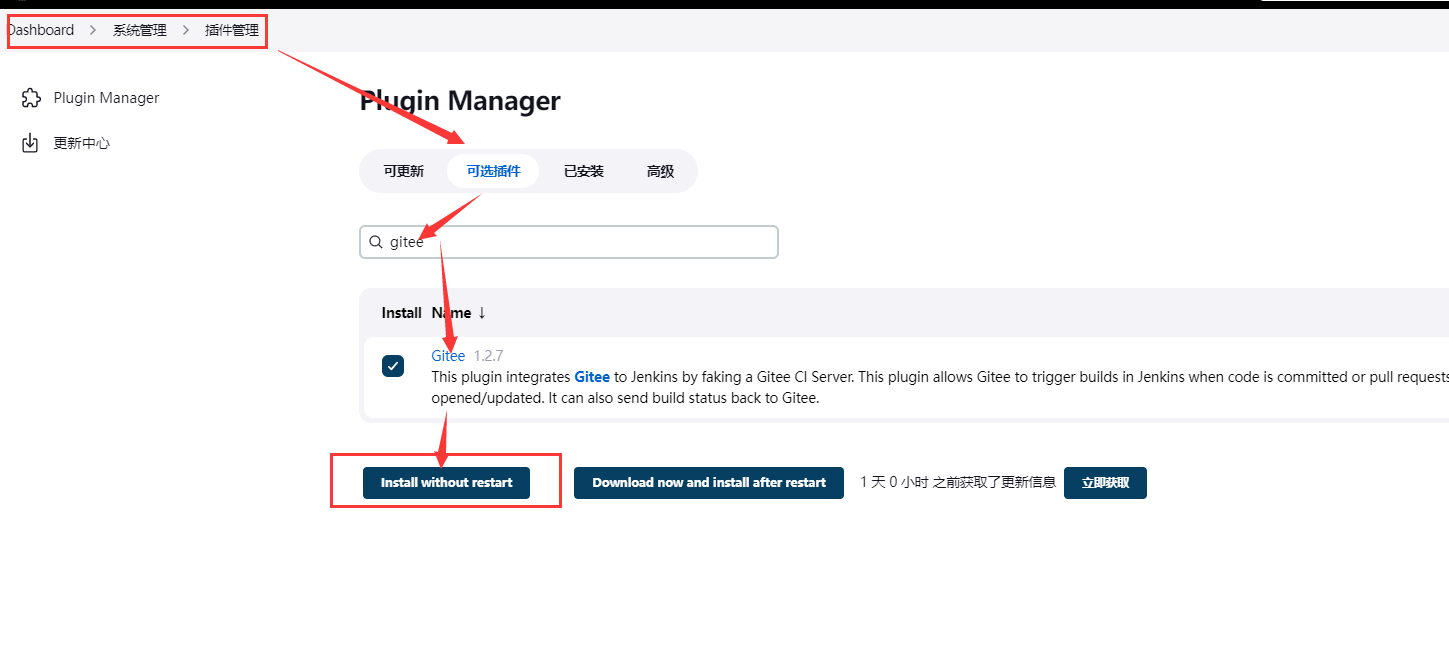 Dashboard 系统管理 插件管理
Plugin Manager
更新中心
Plugin Manager
可更新 可选插件 已安装 高级
gitee
Install Name ↓
Gitee 1.2.7
This plugin integrates Gitee to Jenkins by faking a Gitee CI Server. This plugin allows Gitee to trigger builds in Jenkins when code is committed or pull requests
opened/updated. It can also send build status back to Gitee.
Install without restart Download now and install after restart 1 天 0 小时 之前获取了更新信息 立即获取